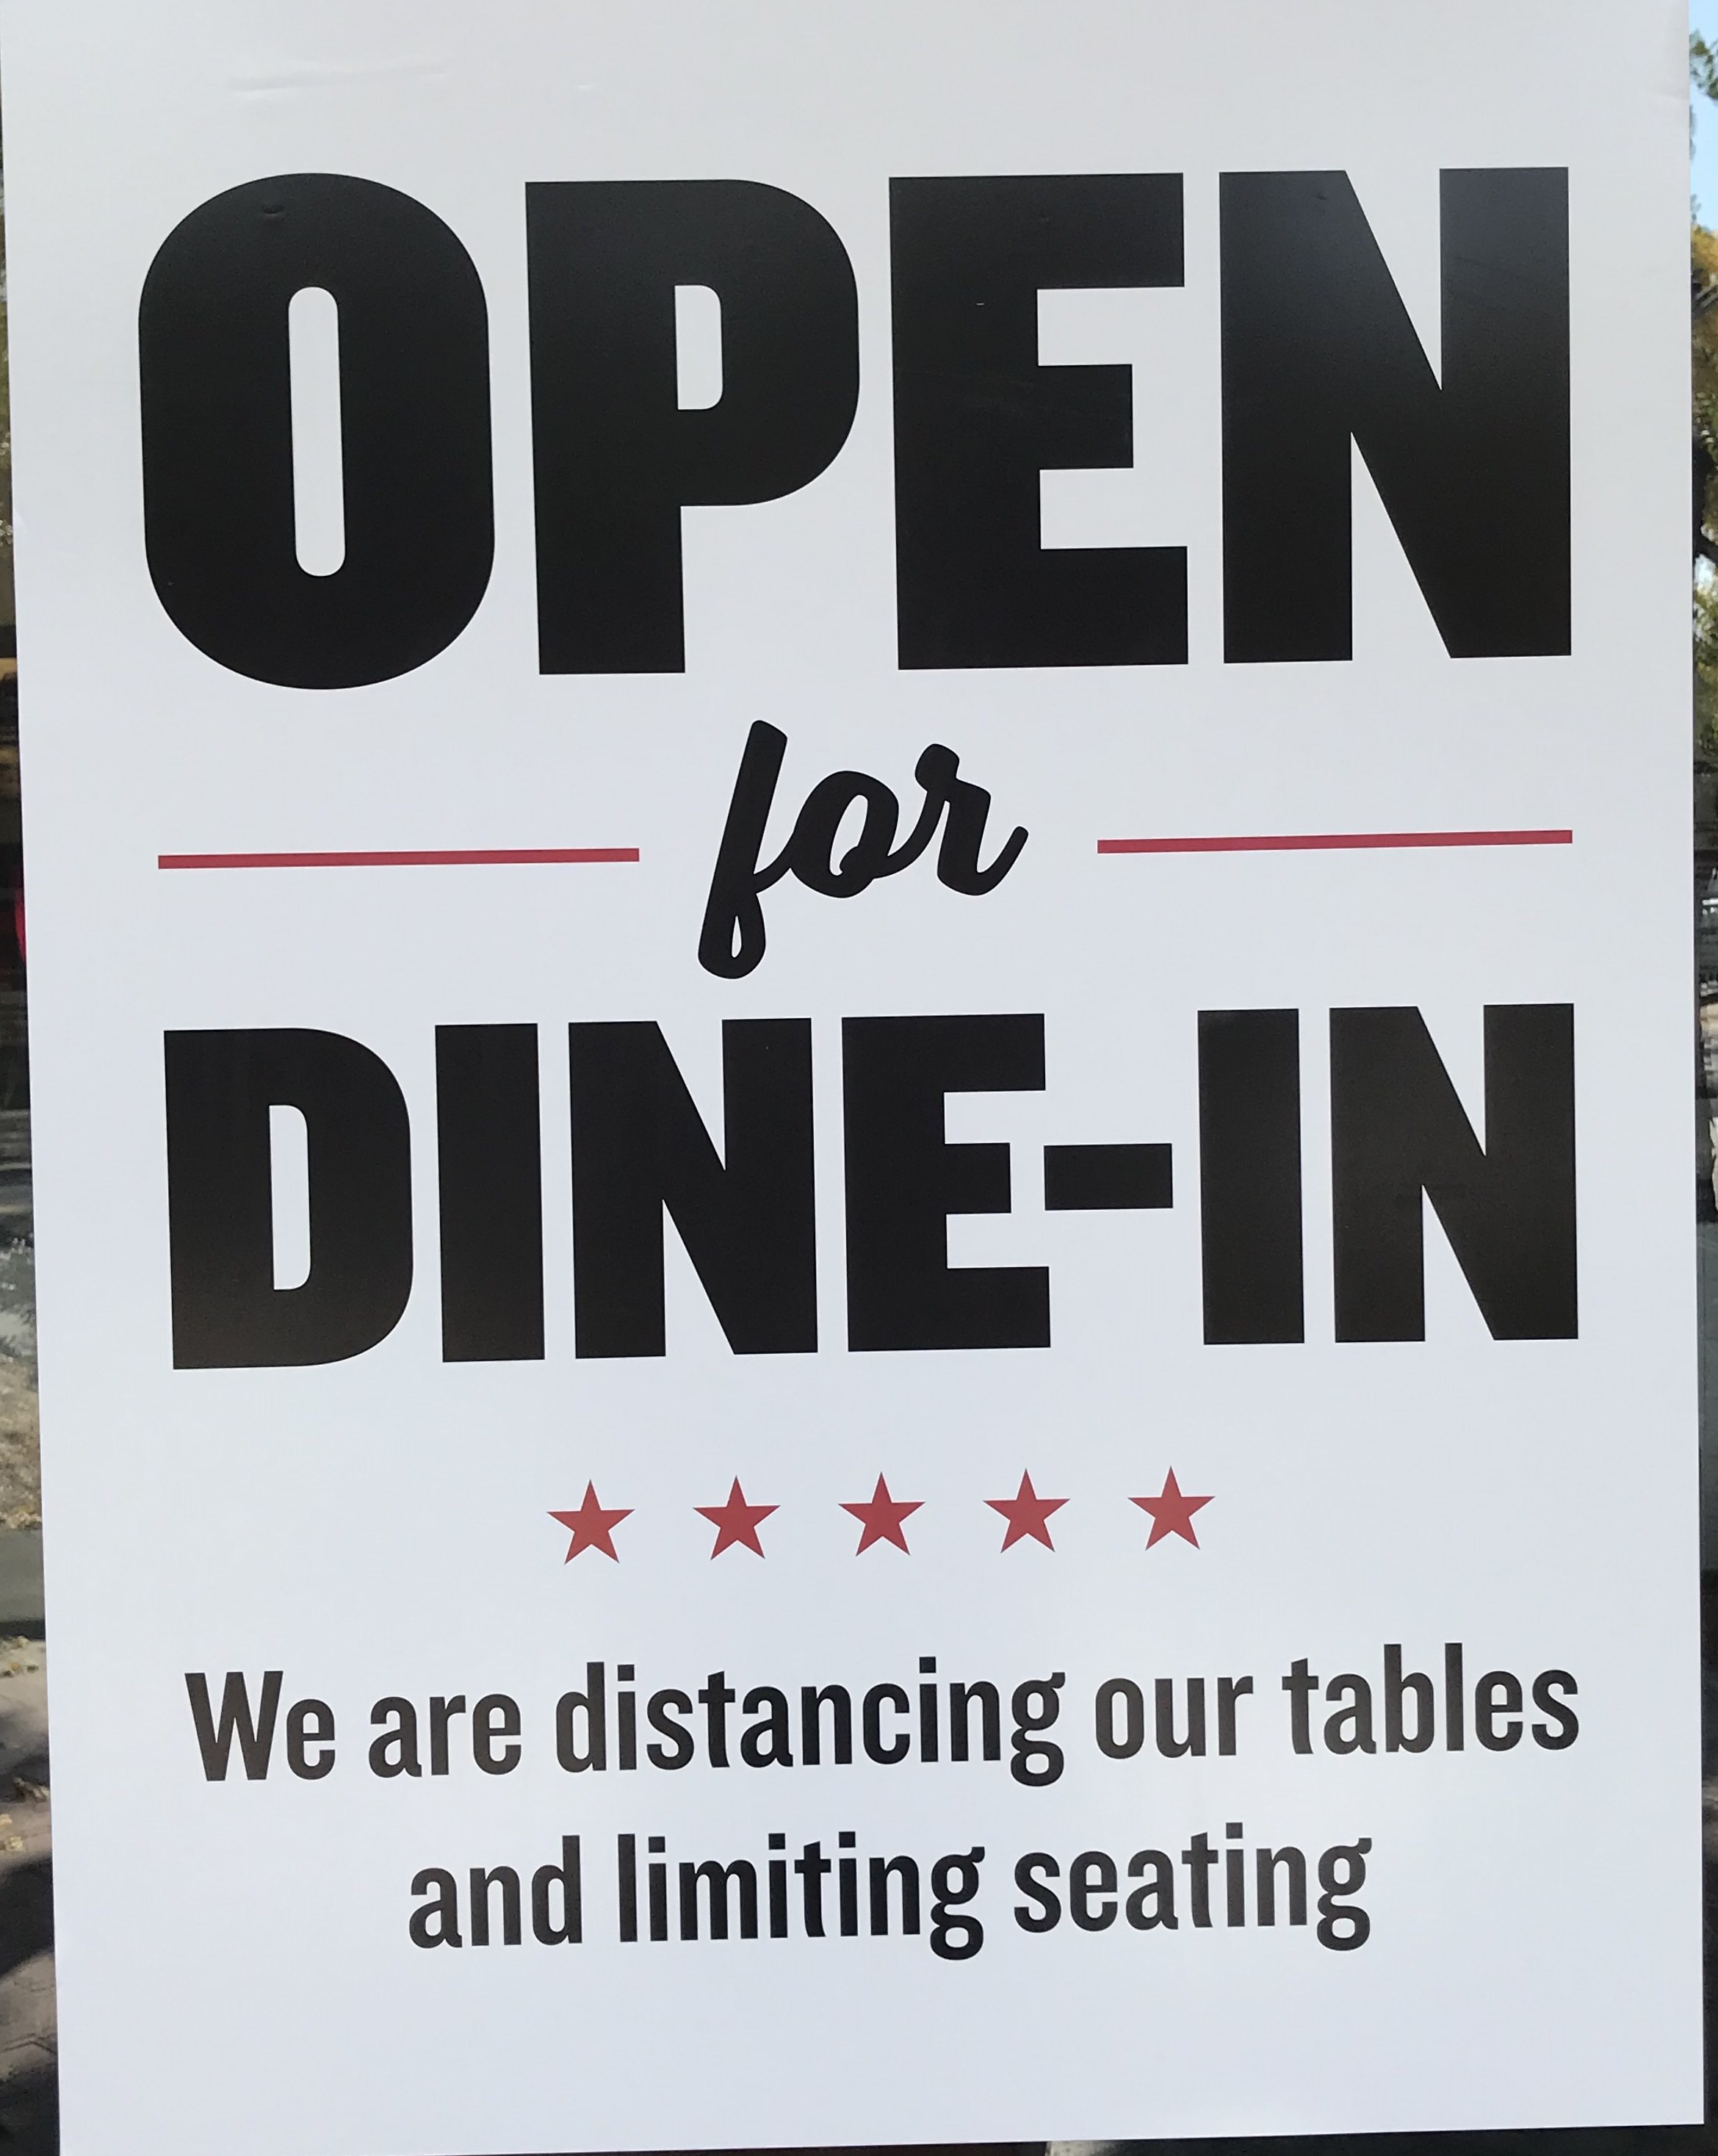 OPEN
for
DINE-IN
We are distancing our tables
and limiting seating